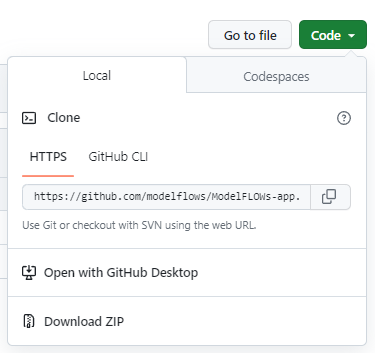 Go to file
Code
Local
Codespaces
Clone
HTTPS
GitHub CLI
https://github.com/modelflows/ModelFLOWs-app.
Use Git or checkout with SVN using the web URL.
Open with GitHub Desktop
Download ZIP